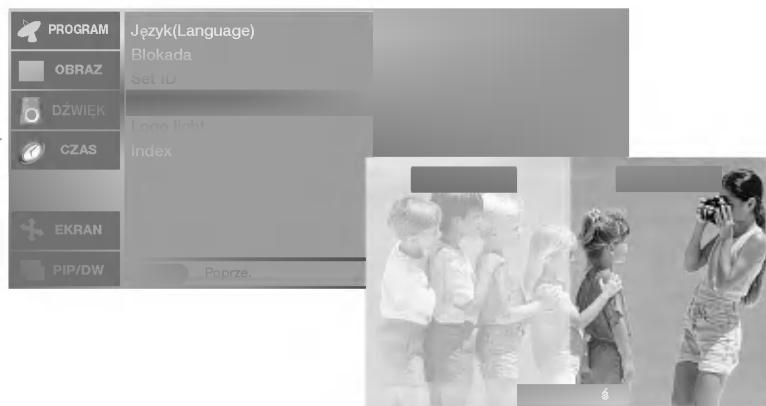 PROGRAM
OBRAZ
DŹWIĘK
CZAS
EKRAN
PIP/DW
Język(Language)
Blokada
Set ID
Logo light
Index
Poprze.
ś